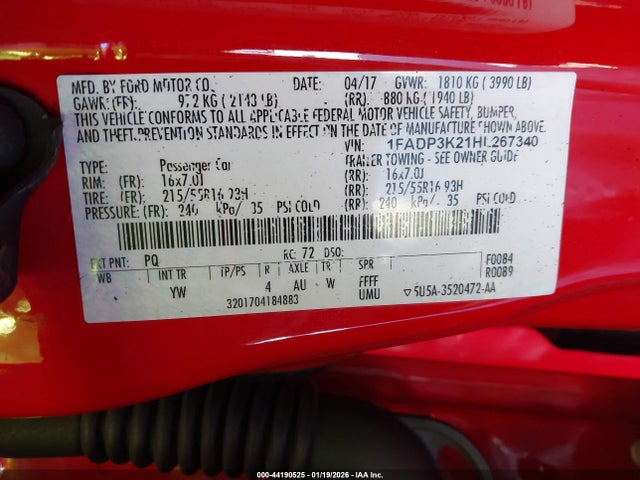 MFD. BY FORD MOTOR CO. DATE: 04/17 GVWR: 1810 KG ( 3990 LB)
GAWR: (FR): 972 KG ( 2143 LB) (RR): 880 KG ( 1940 LB)
THIS VEHICLE CONFORMS TO ALL APPLICABLE FEDERAL MOTOR VEHICLE SAFETY, BUMPER,
AND THEFT PREVENTION STANDARDS IN EFFECT ON THE DATE OF MANUFACTURE SHOWN ABOVE.
VIN: 1FADP3K21HL267340
TYPE: Passenger Car TRAILER TOWING - SEE OWNER GUIDE
RIM: (FR): 16x7.0J (RR): 16x7.0J
TIRE: (FR): 215/55R16 93H (RR): 215/55R16 93H
PRESSURE: (FR): 240 kPa/ 35 PSI COLD (RR): 240 kPa/ 35 PSI COLD
EXT PNT: PQ RC: 72 DSO: F0084
WB INT TR TP/PS R AXLE TR SPR R0089
YW 4 AU W FFFF
3201704184883 UMU ▽5U5A-3520472-AA
000-44190525 - 01/19/2026 - IAA Inc.